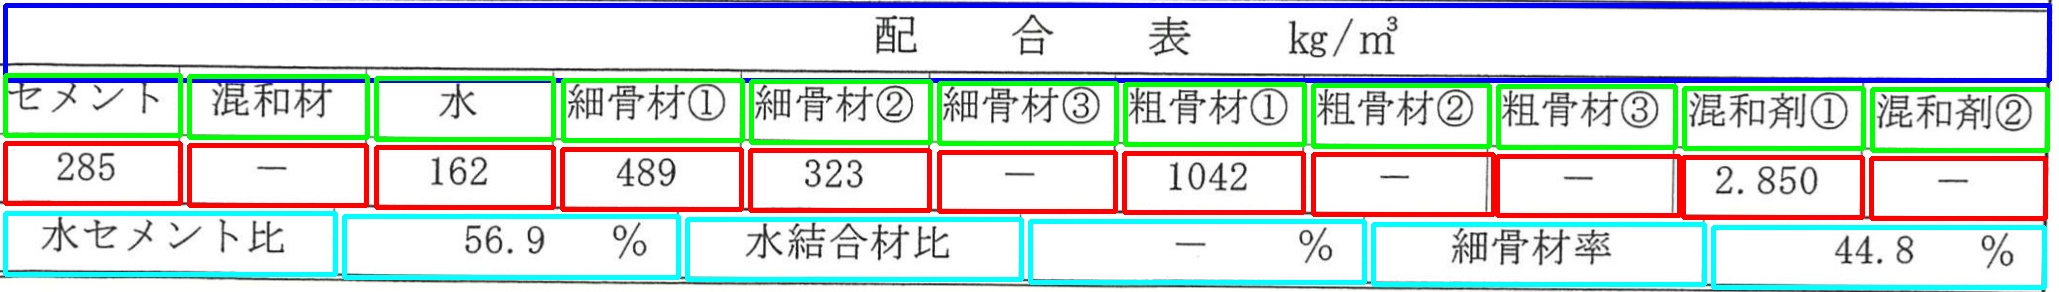 配 合 表 kg/㎥
セメント 混和材 水 細骨材① 細骨材② 細骨材③ 粗骨材① 粗骨材② 粗骨材③ 混和剤① 混和剤②
285 － 162 489 323 － 1042 － － 2.850 －
水セメント比 56.9 % 水結合材比 － % 細骨材率 44.8 %